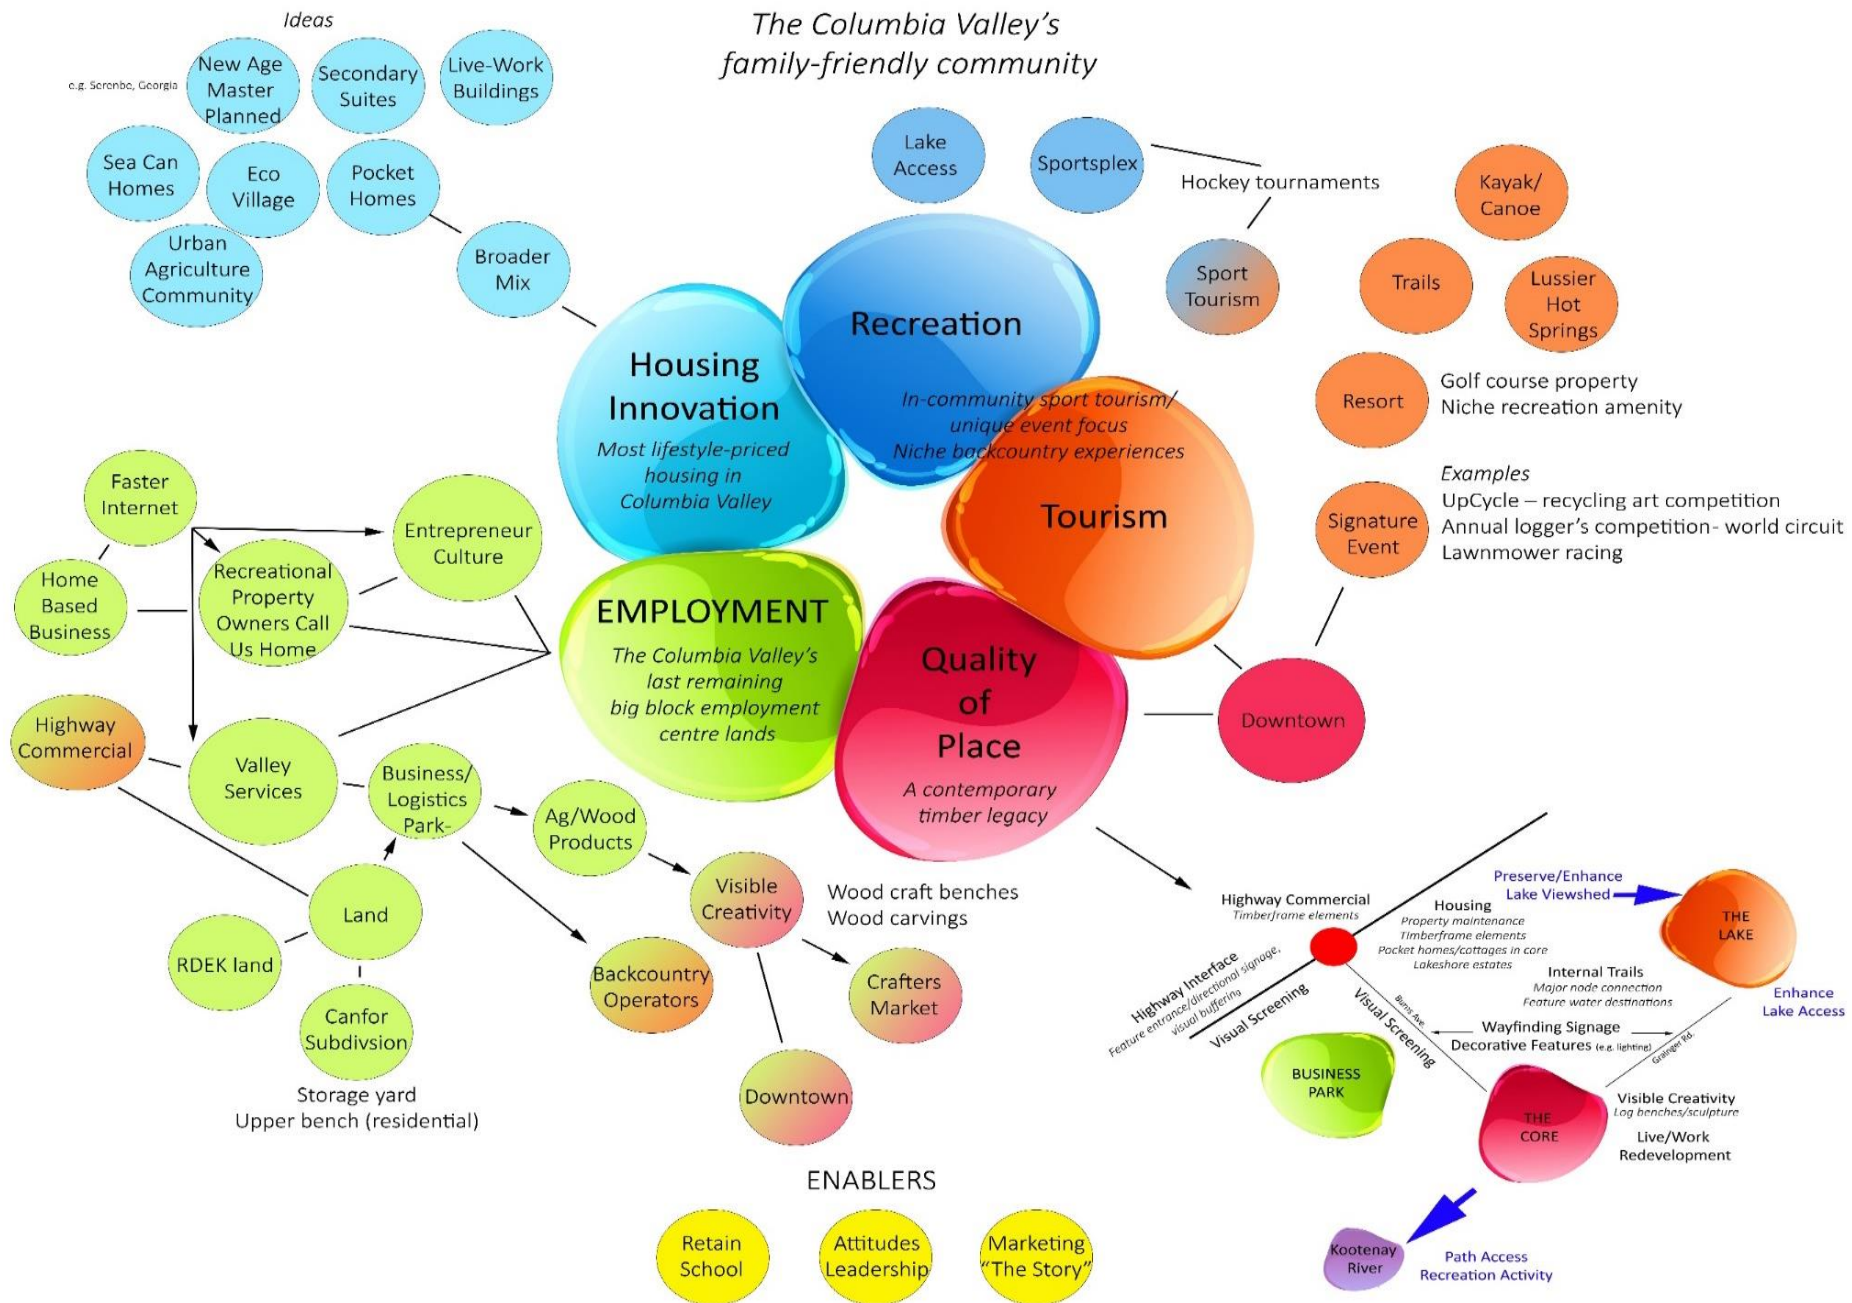 The Columbia Valley's
family-friendly community
Ideas
e.g. Serenbe, Georgia
New Age
Master
Planned
Secondary
Suites
Live-Work
Buildings
Sea Can
Homes
Eco
Village
Pocket
Homes
Urban
Agriculture
Community
Broader
Mix
Lake
Access
Sportsplex
Hockey tournaments
Sport
Tourism
Kayak/
Canoe
Trails
Lussier
Hot
Springs
Resort
Golf course property
Niche recreation amenity
Signature
Event
Examples
UpCycle – recycling art competition
Annual logger's competition- world circuit
Lawnmower racing
Housing
Innovation
Most lifestyle-priced
housing in
Columbia Valley
Recreation
In-community sport tourism/
unique event focus
Niche backcountry experiences
Tourism
EMPLOYMENT
The Columbia Valley's
last remaining
big block employment
centre lands
Quality
of
Place
A contemporary
timber legacy
Downtown
Faster
Internet
Entrepreneur
Culture
Home
Based
Business
Recreational
Property
Owners Call
Us Home
Highway
Commercial
Valley
Services
Business/
Logistics
Park-
Ag/Wood
Products
Land
RDEK land
Canfor
Subdivsion
Storage yard
Upper bench (residential)
Visible
Creativity
Wood craft benches
Wood carvings
Backcountry
Operators
Crafters
Market
Downtown
Highway Commercial
Timberframe elements
Preserve/Enhance
Lake Viewshed
Housing
Property maintenance
Timberframe elements
Pocket homes/cottages in core
Lakeshore estates
THE
LAKE
Internal Trails
Major node connection
Feature water destinations
Enhance
Lake Access
Highway Interface
Feature entrance/directional signage,
visual buffering
Visual Screening
Burns Ave.
Visual Screening
Wayfinding Signage
Decorative Features (e.g. lighting)
Grainger Rd.
BUSINESS
PARK
THE
CORE
Visible Creativity
Log benches/sculpture
Live/Work
Redevelopment
Kootenay
River
Path Access
Recreation Activity
ENABLERS
Retain
School
Attitudes
Leadership
Marketing
"The Story"